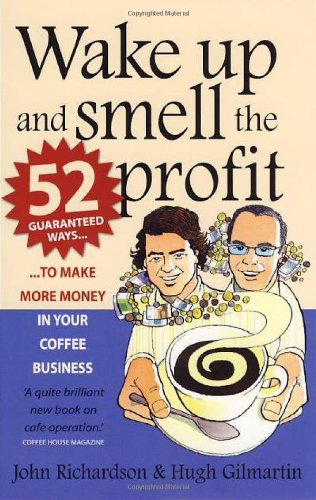 Wake up
and smell the
profit
52
GUARANTEED
WAYS...
...TO MAKE
MORE MONEY
IN YOUR
COFFEE
BUSINESS
'A quite brilliant
new book on
cafe operation.'
COFFEE HOUSE MAGAZINE
John Richardson & Hugh Gilmartin